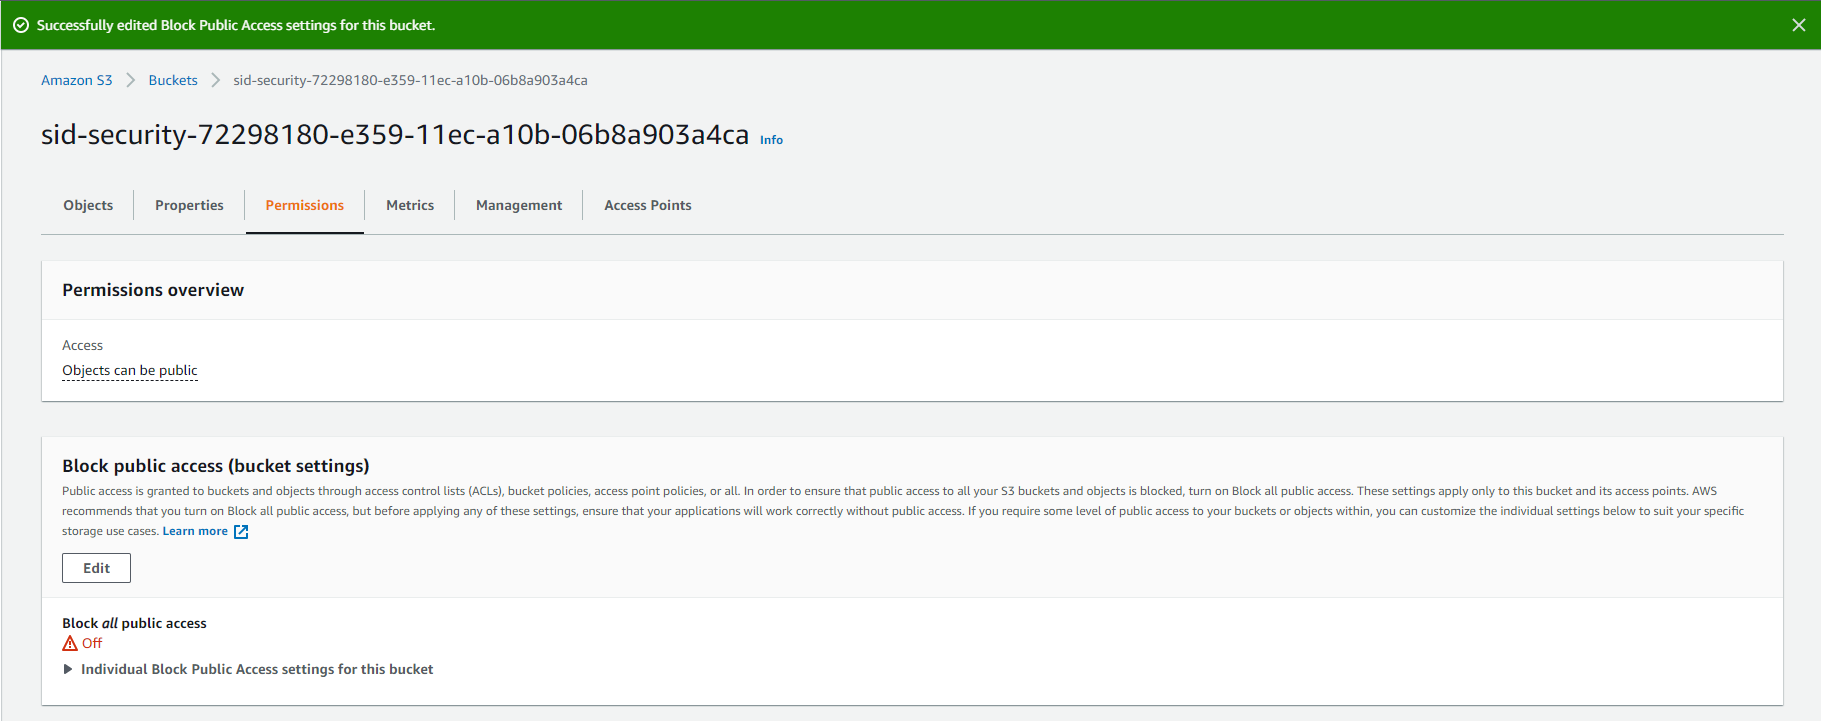 Successfully edited Block Public Access settings for this bucket.
Amazon S3 > Buckets > sid-security-72298180-e359-11ec-a10b-06b8a903a4ca
sid-security-72298180-e359-11ec-a10b-06b8a903a4ca Info
Objects Properties Permissions Metrics Management Access Points
Permissions overview
Access
Objects can be public
Block public access (bucket settings)
Public access is granted to buckets and objects through access control lists (ACLs), bucket policies, access point policies, or all. In order to ensure that public access to all your S3 buckets and objects is blocked, turn on Block all public access. These settings apply only to this bucket and its access points. AWS
recommends that you turn on Block all public access, but before applying any of these settings, ensure that your applications will work correctly without public access. If you require some level of public access to your buckets or objects within, you can customize the individual settings below to suit your specific
storage use cases. Learn more
Edit
Block all public access
Off
Individual Block Public Access settings for this bucket